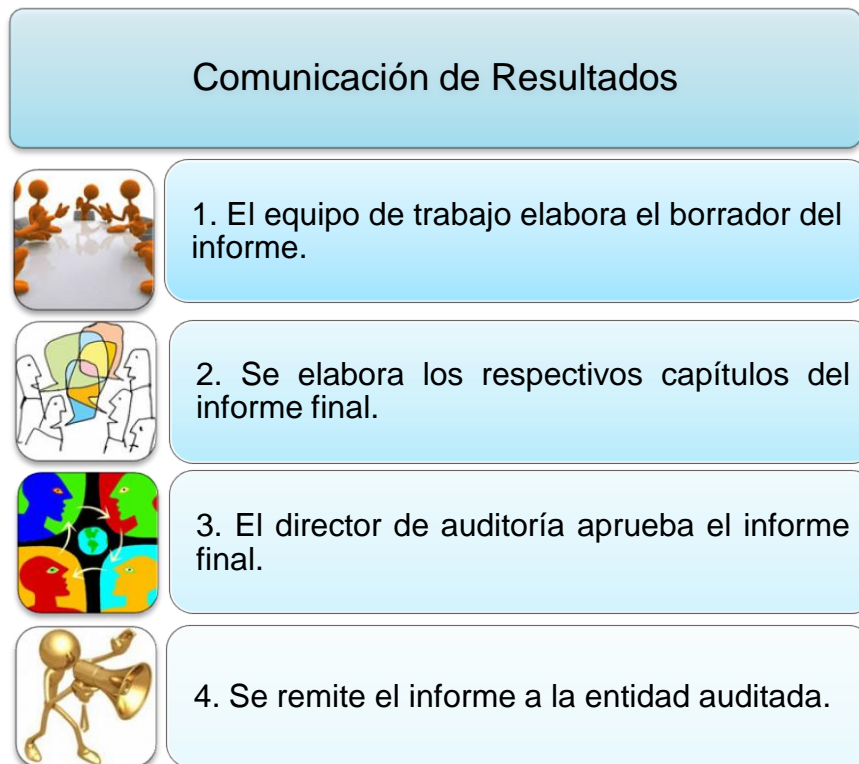 Comunicación de Resultados
1. El equipo de trabajo elabora el borrador del
informe.
2. Se elabora los respectivos capítulos del
informe final.
3. El director de auditoría aprueba el informe
final.
4. Se remite el informe a la entidad auditada.